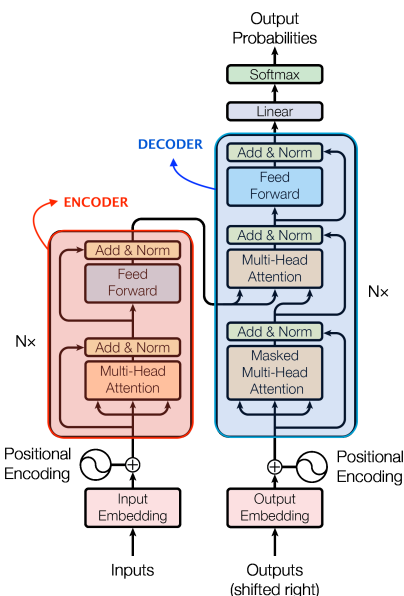 Output
Probabilities
Softmax
Linear
DECODER
Add & Norm
Feed
Forward
ENCODER
Add & Norm
Multi-Head
Attention
Add & Norm
Feed
Forward
N×
N×
Add & Norm
Masked
Multi-Head
Attention
Add & Norm
Multi-Head
Attention
Positional
Encoding
Positional
Encoding
Input
Embedding
Output
Embedding
Inputs
Outputs
(shifted right)